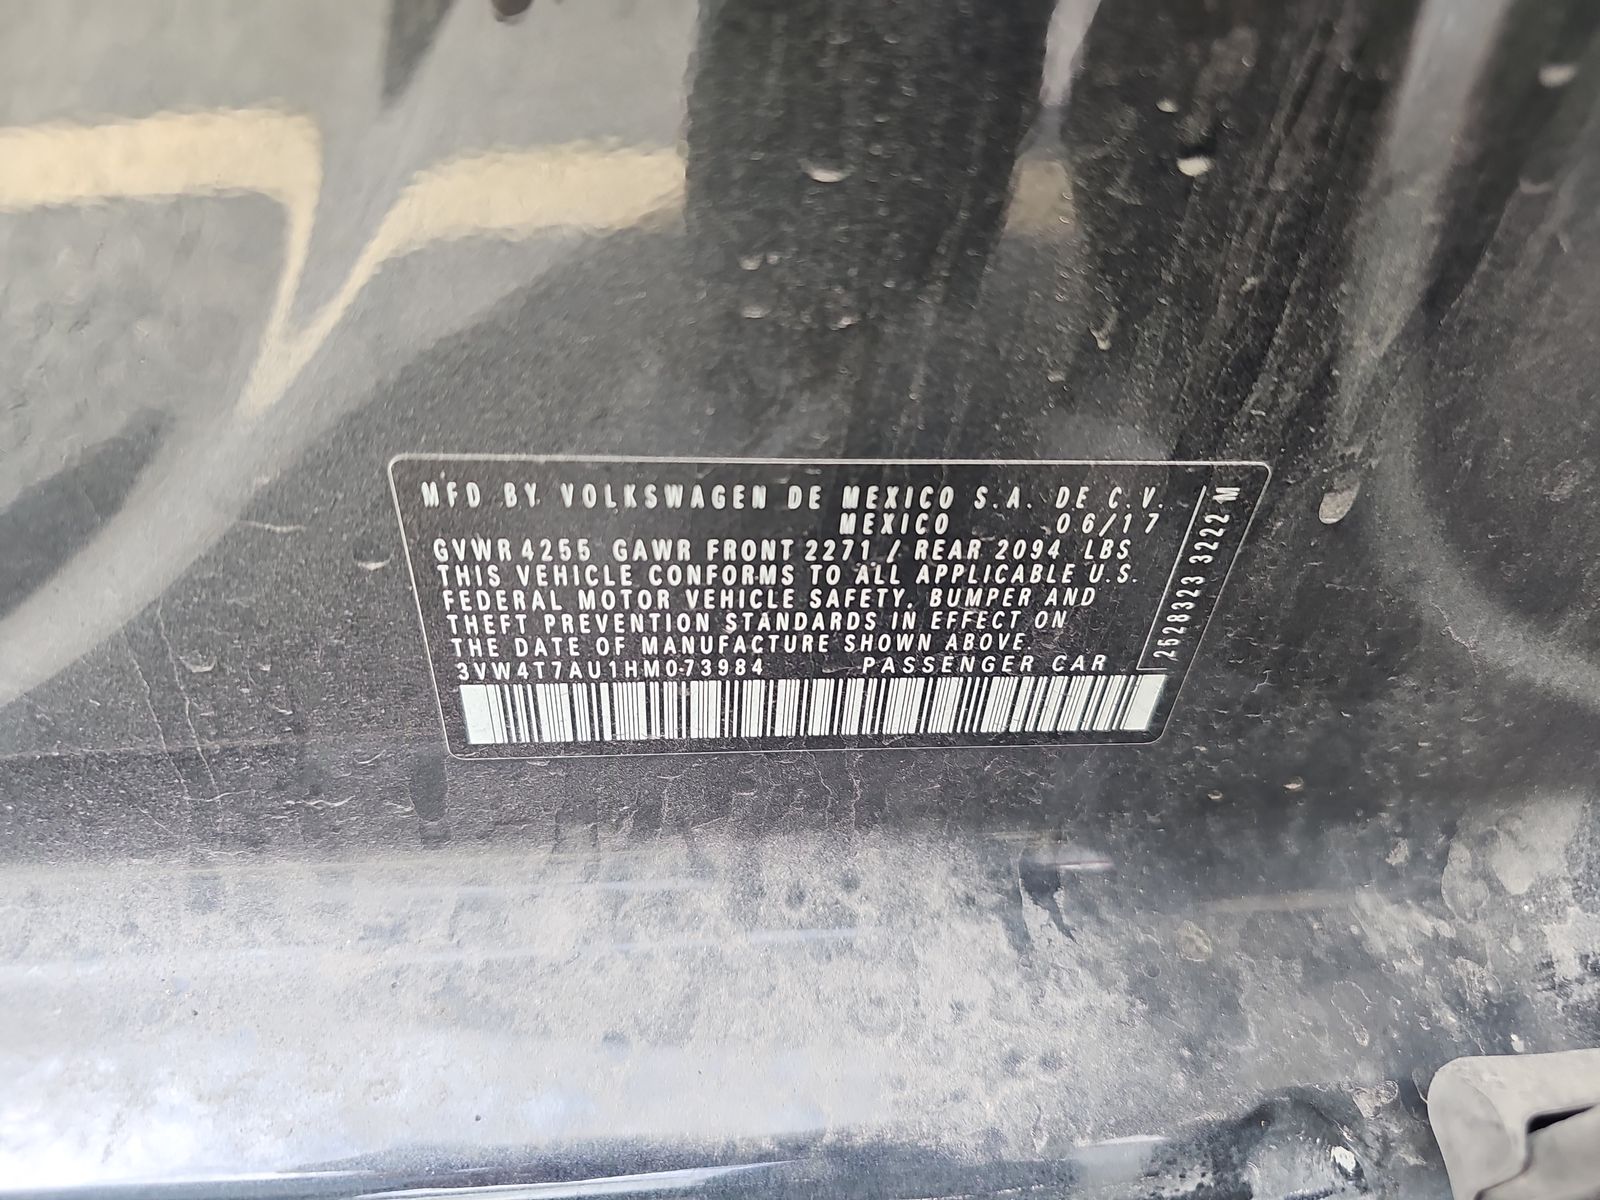 MFD BY VOLKSWAGEN DE MEXICO S.A. DE C.V.
MEXICO 06/17
GVWR 4255 GAWR FRONT 2271 / REAR 2094 LBS
THIS VEHICLE CONFORMS TO ALL APPLICABLE U.S.
FEDERAL MOTOR VEHICLE SAFETY, BUMPER AND
THEFT PREVENTION STANDARDS IN EFFECT ON
THE DATE OF MANUFACTURE SHOWN ABOVE.
3VW4T7AU1HM073984 PASSENGER CAR
2628323 3222 M